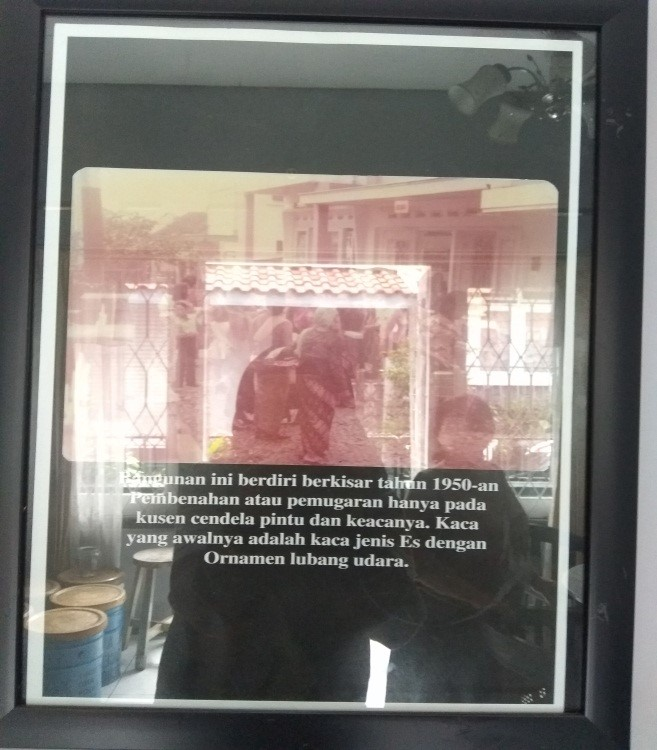 Bangunan ini berdiri berkisar tahun 1950-an
Pembenahan atau pemugaran hanya pada
kusen cendela pintu dan keacanya. Kaca
yang awalnya adalah kaca jenis Es dengan
Ornamen lubang udara.